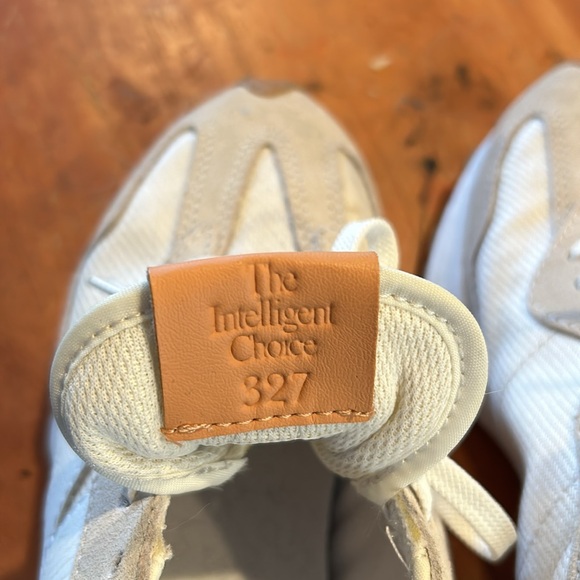 The
Intelligent
Choice
327